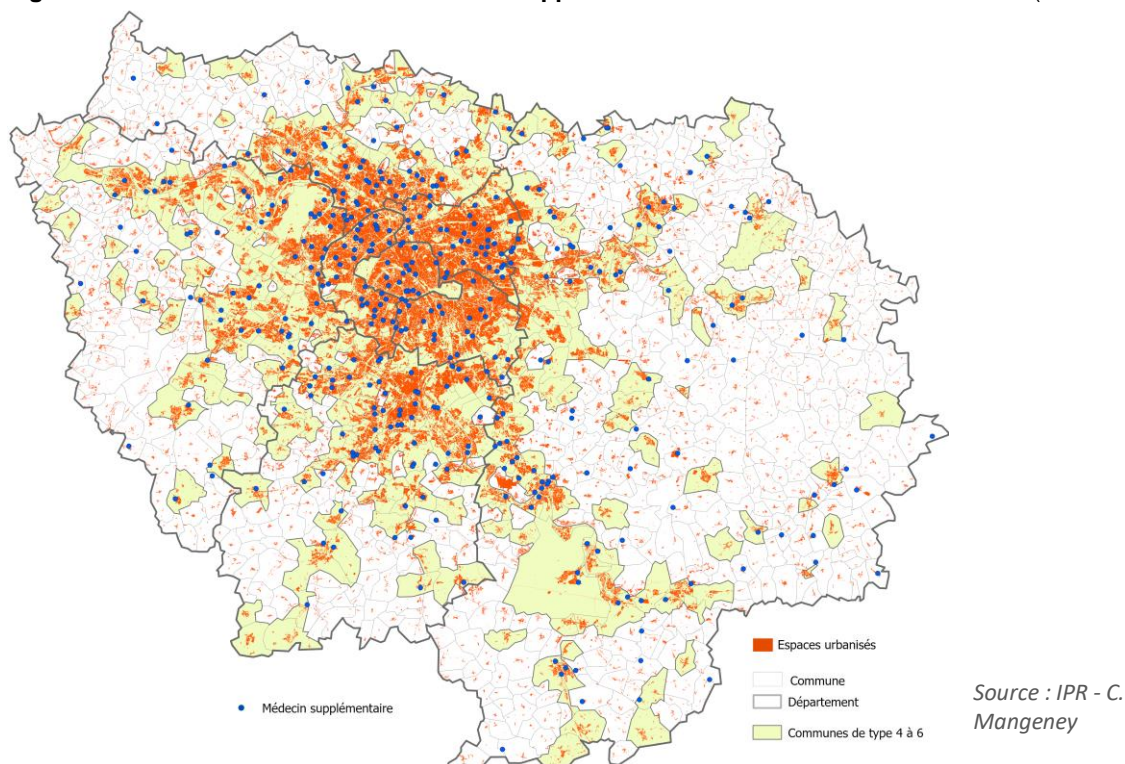 Médecin supplémentaire
Espaces urbanisés
Commune
Département
Communes de type 4 à 6
Source : IPR - C.
Mangeney